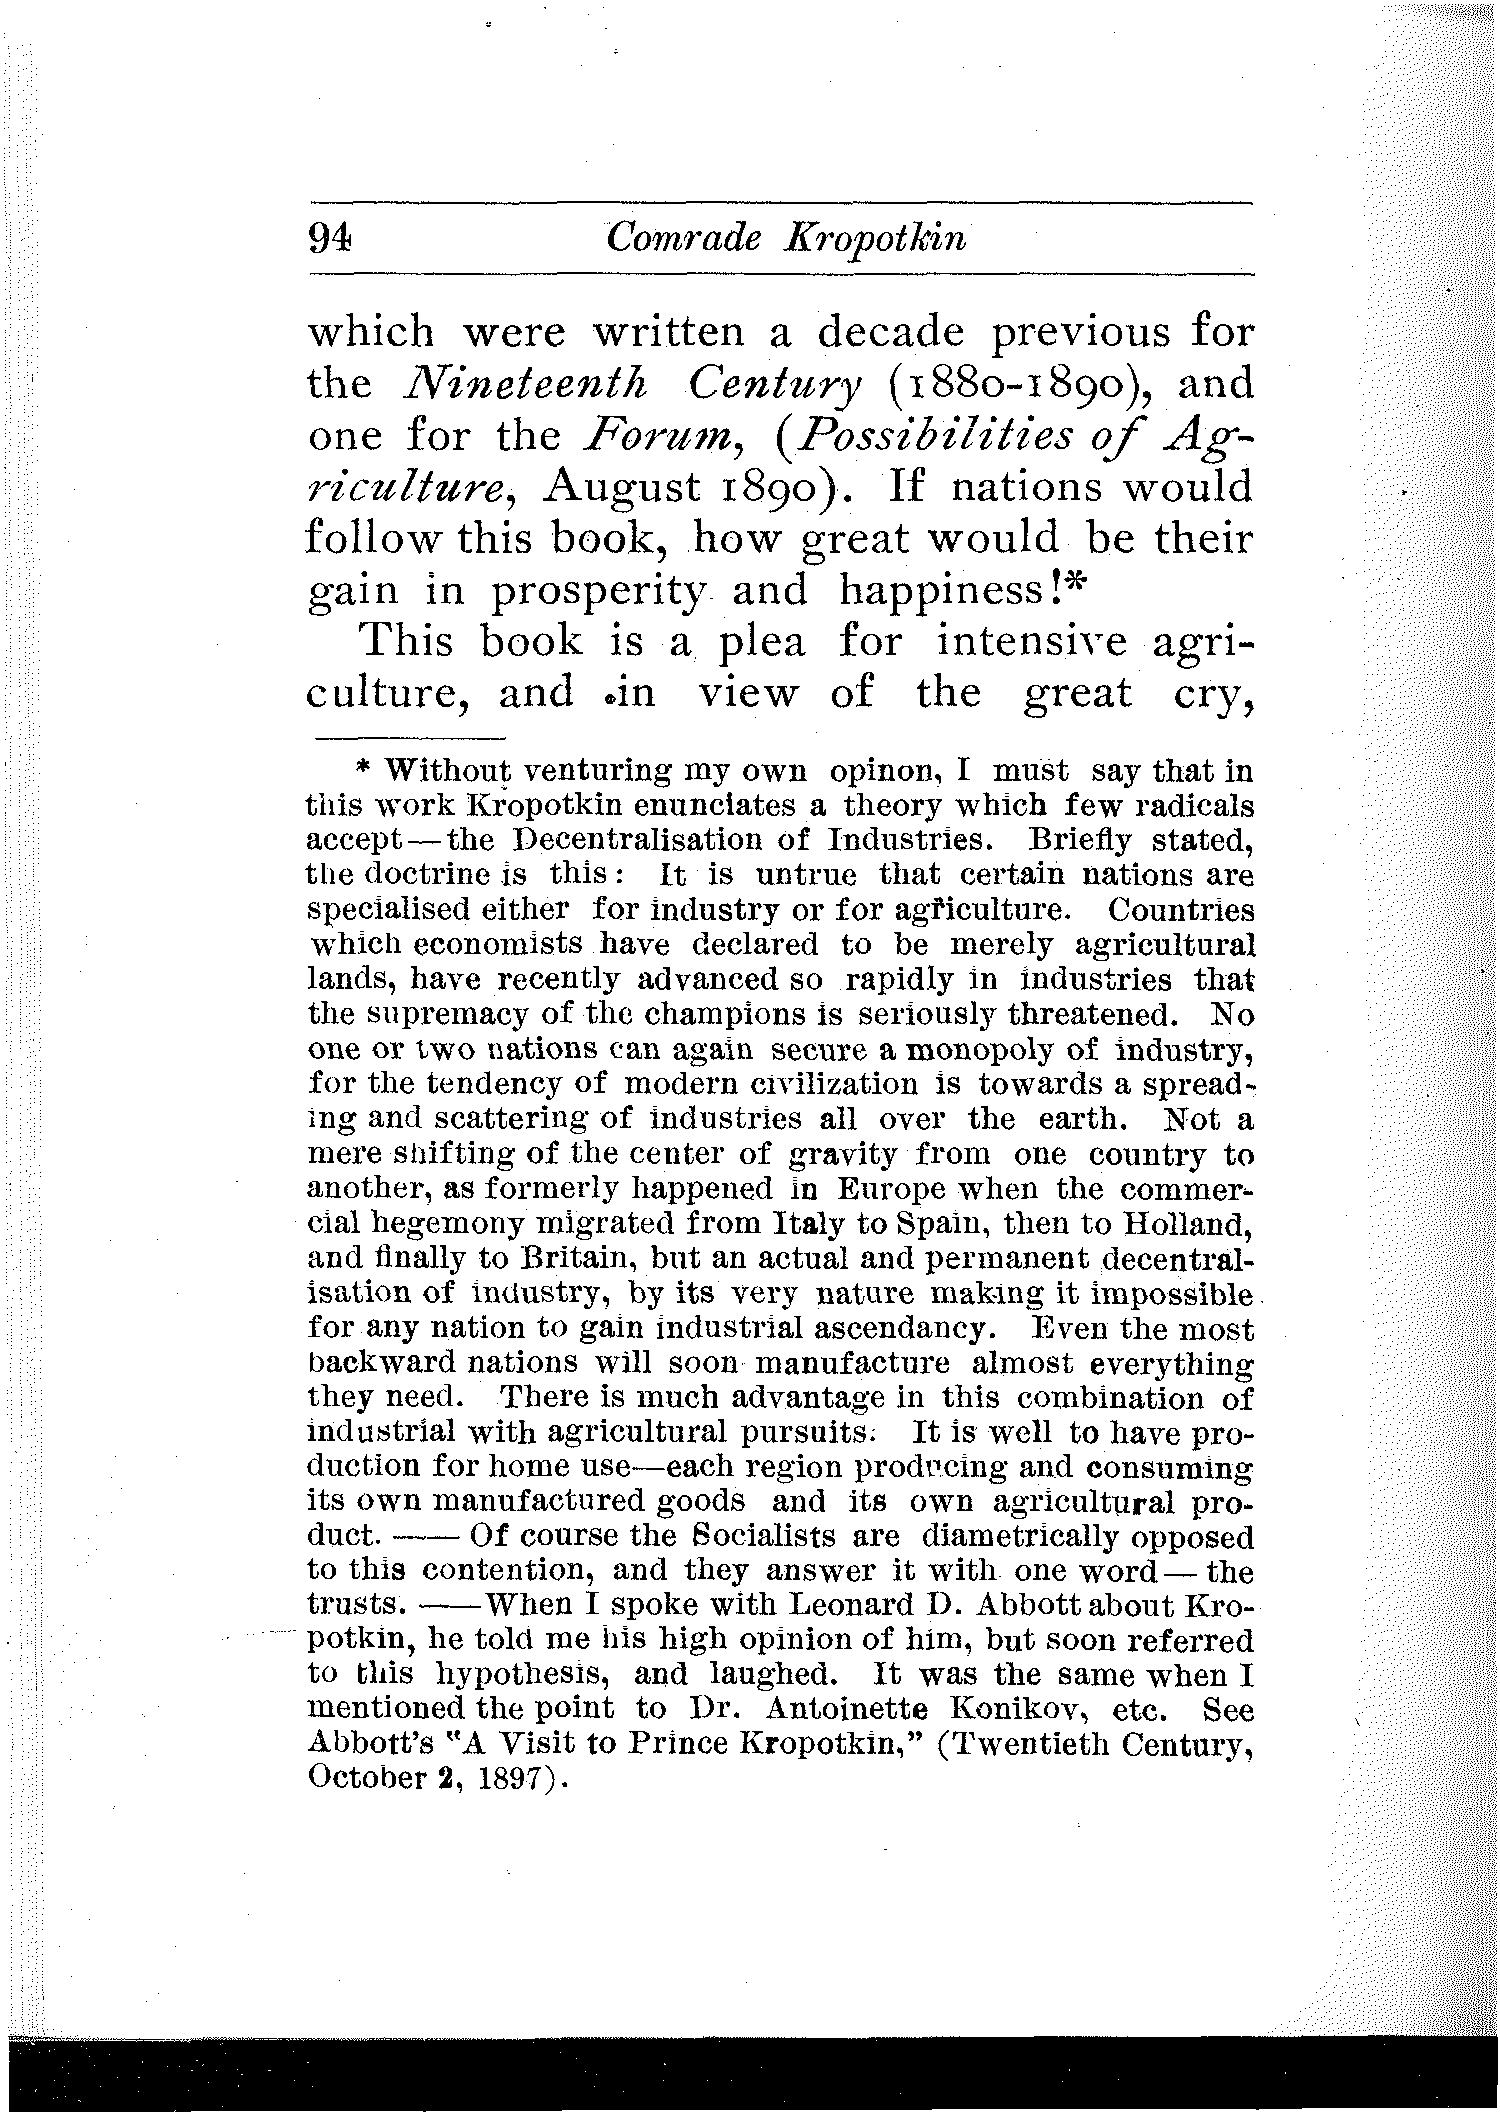 94 Comrade Kropotkin
which were written a decade previous for
the Nineteenth Century (1880-1890), and
one for the Forum, (Possibilities of Ag-
riculture, August 1890). If nations would
follow this book, how great would be their
gain in prosperity and happiness!*
This book is a plea for intensive agri-
culture, and in view of the great cry,
* Without venturing my own opinon, I must say that in
this work Kropotkin enunciates a theory which few radicals
accept—the Decentralisation of Industries. Briefly stated,
the doctrine is this: It is untrue that certain nations are
specialised either for industry or for agriculture. Countries
which economists have declared to be merely agricultural
lands, have recently advanced so rapidly in industries that
the supremacy of the champions is seriously threatened. No
one or two nations can again secure a monopoly of industry,
for the tendency of modern civilization is towards a spread-
ing and scattering of industries all over the earth. Not a
mere shifting of the center of gravity from one country to
another, as formerly happened in Europe when the commer-
cial hegemony migrated from Italy to Spain, then to Holland,
and finally to Britain, but an actual and permanent decentral-
isation of industry, by its very nature making it impossible
for any nation to gain industrial ascendancy. Even the most
backward nations will soon manufacture almost everything
they need. There is much advantage in this combination of
industrial with agricultural pursuits. It is well to have pro-
duction for home use—each region producing and consuming
its own manufactured goods and its own agricultural pro-
duct. —— Of course the Socialists are diametrically opposed
to this contention, and they answer it with one word — the
trusts. ——When I spoke with Leonard D. Abbott about Kro-
potkin, he told me his high opinion of him, but soon referred
to this hypothesis, and laughed. It was the same when I
mentioned the point to Dr. Antoinette Konikov, etc. See
Abbott's "A Visit to Prince Kropotkin," (Twentieth Century,
October 2, 1897).